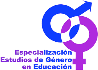 Especialización
Estudios de Género
en Educación